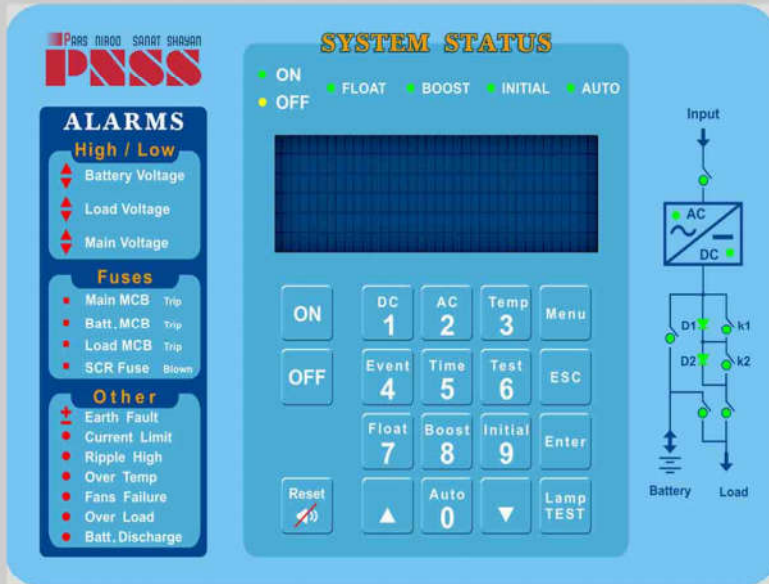 PARS NIROO SANAT SHAYAN
PNSS
ALARMS
High / Low
Battery Voltage
Load Voltage
Main Voltage
Fuses
Main MCB Trip
Batt. MCB Trip
Load MCB Trip
SCR Fuse Blown
Other
Earth Fault
Current Limit
Ripple High
Over Temp
Fans Failure
Over Load
Batt. Discharge
SYSTEM STATUS
ON
OFF
FLOAT BOOST INITIAL AUTO
ON
DC 1
AC 2
Temp 3
Menu
OFF
Event 4
Time 5
Test 6
ESC
Float 7
Boost 8
Initial 9
Enter
Reset
Auto 0
Lamp
TEST
Input
AC
DC
D1 k1
D2 k2
Battery Load